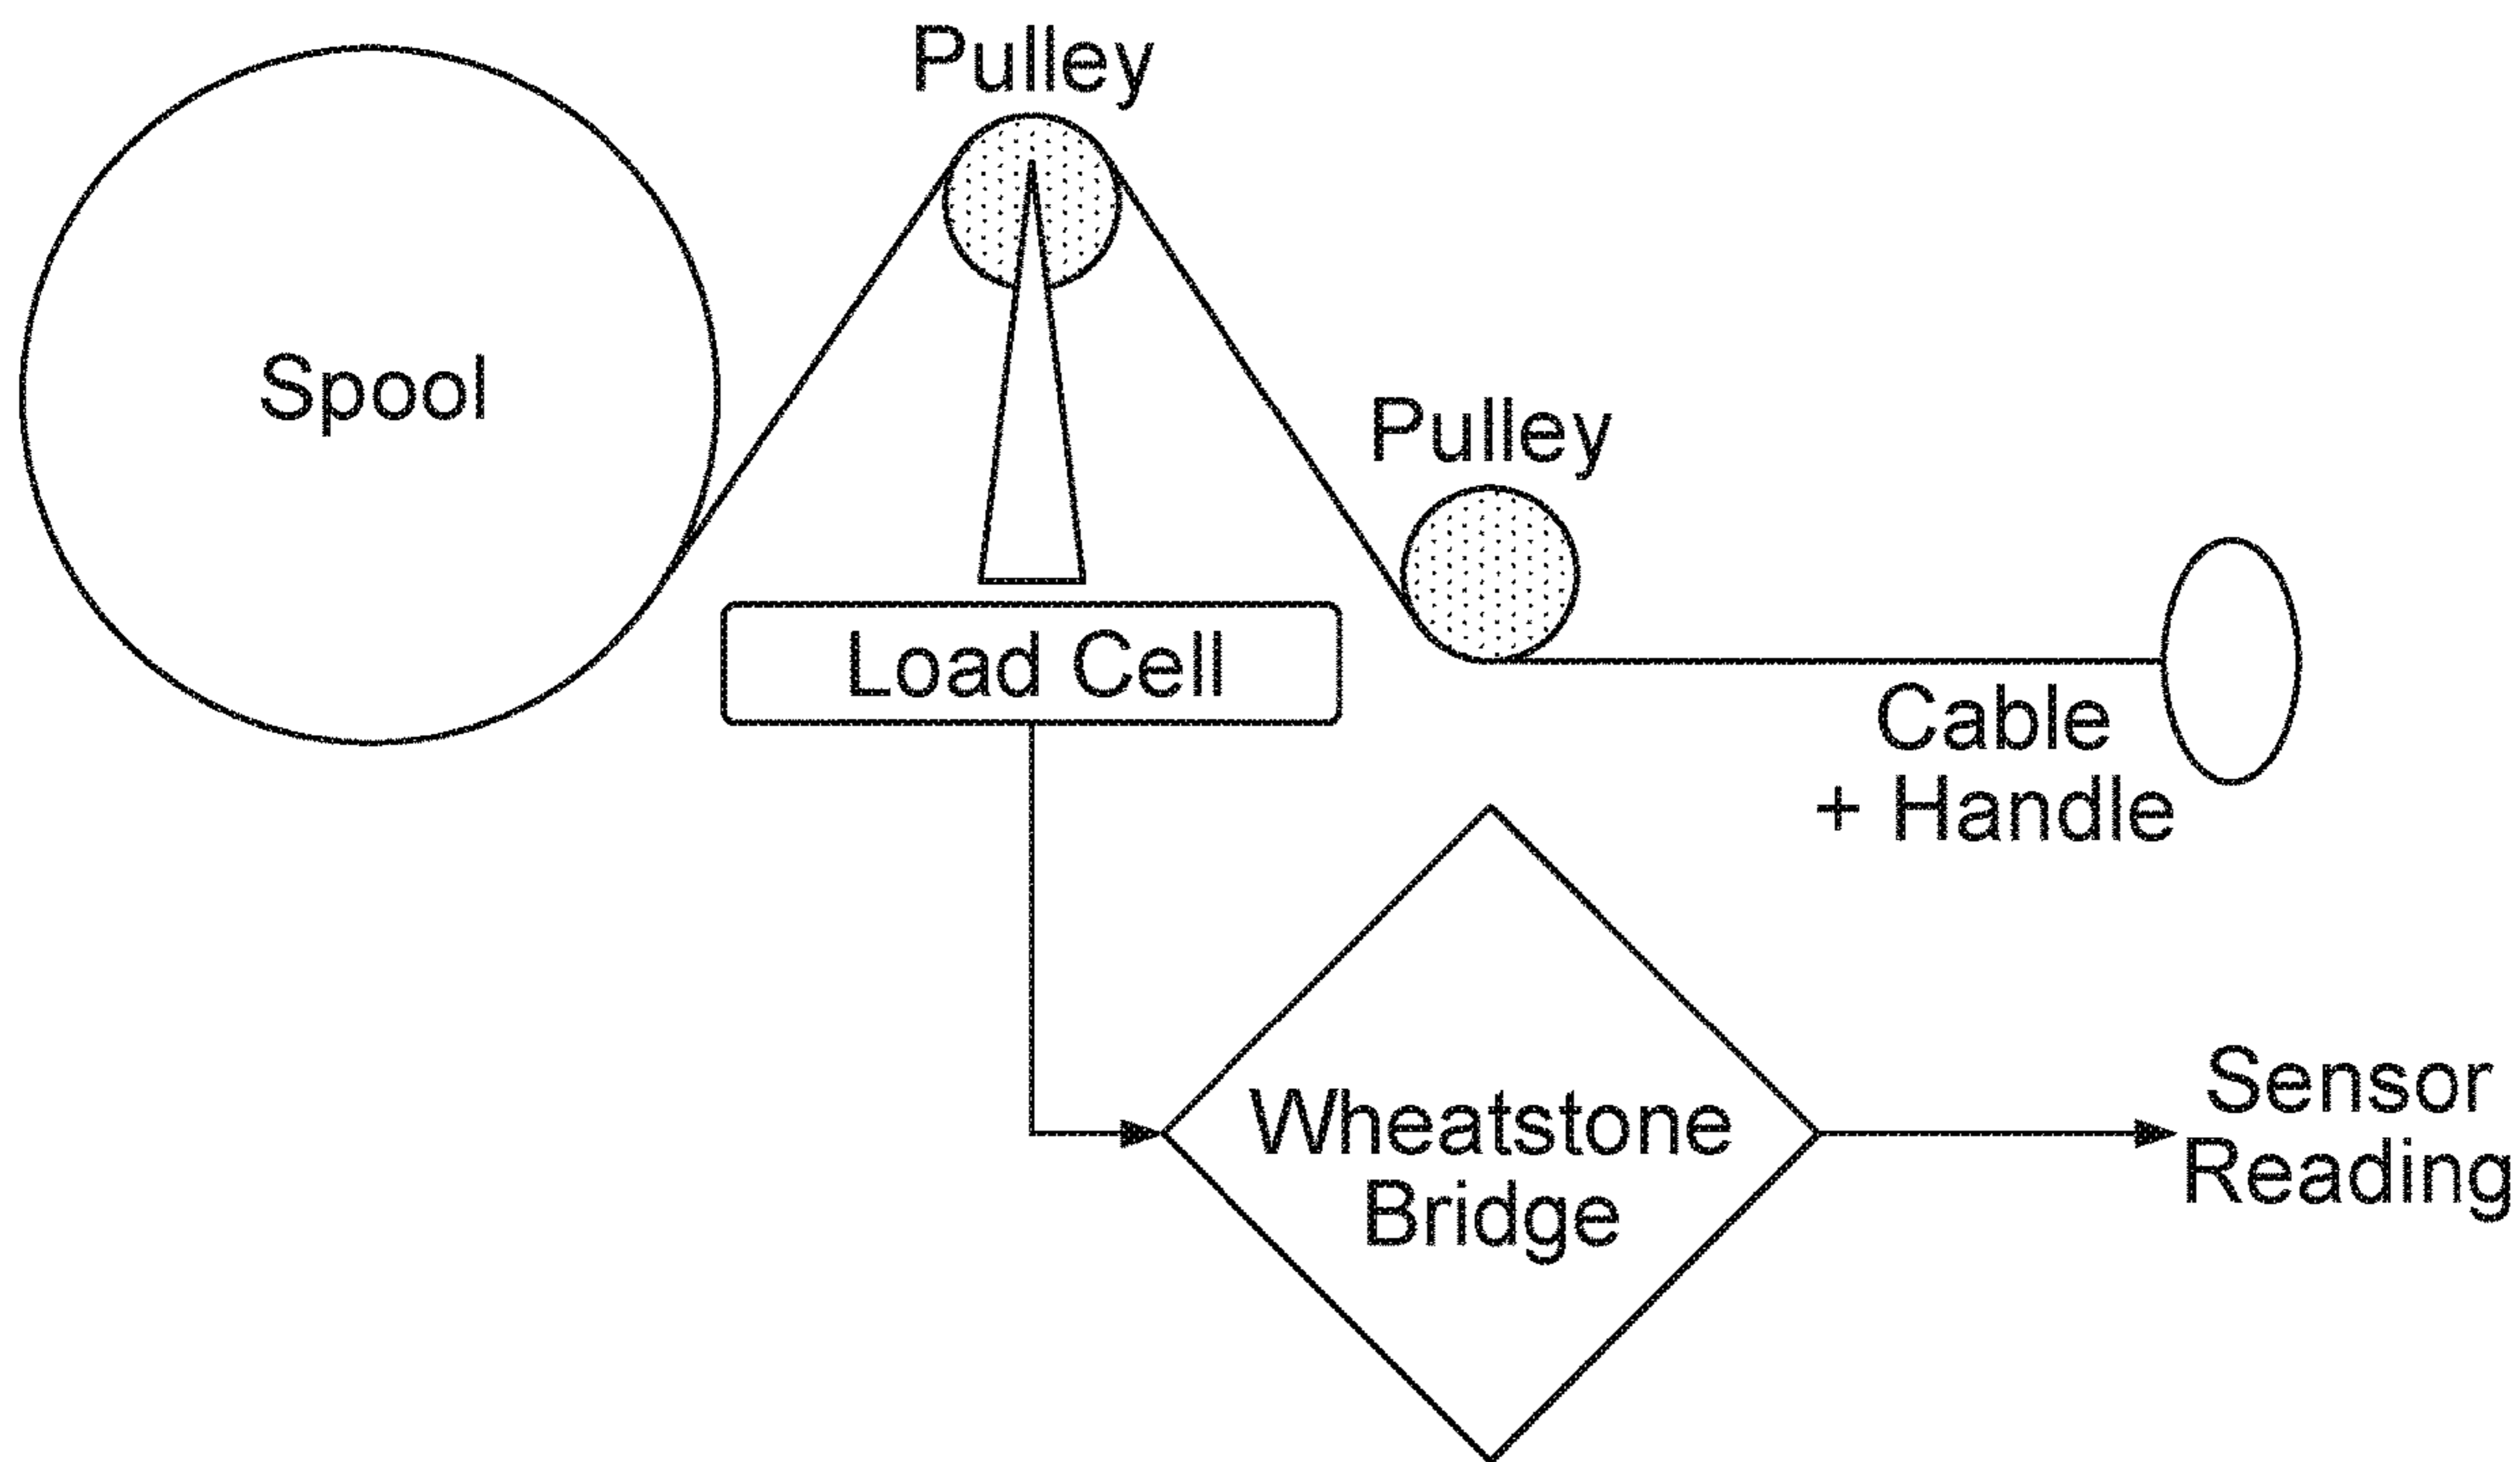 Pulley
Spool
Pulley
Load Cell
Cable
+ Handle
Wheatstone
Bridge
Sensor
Reading